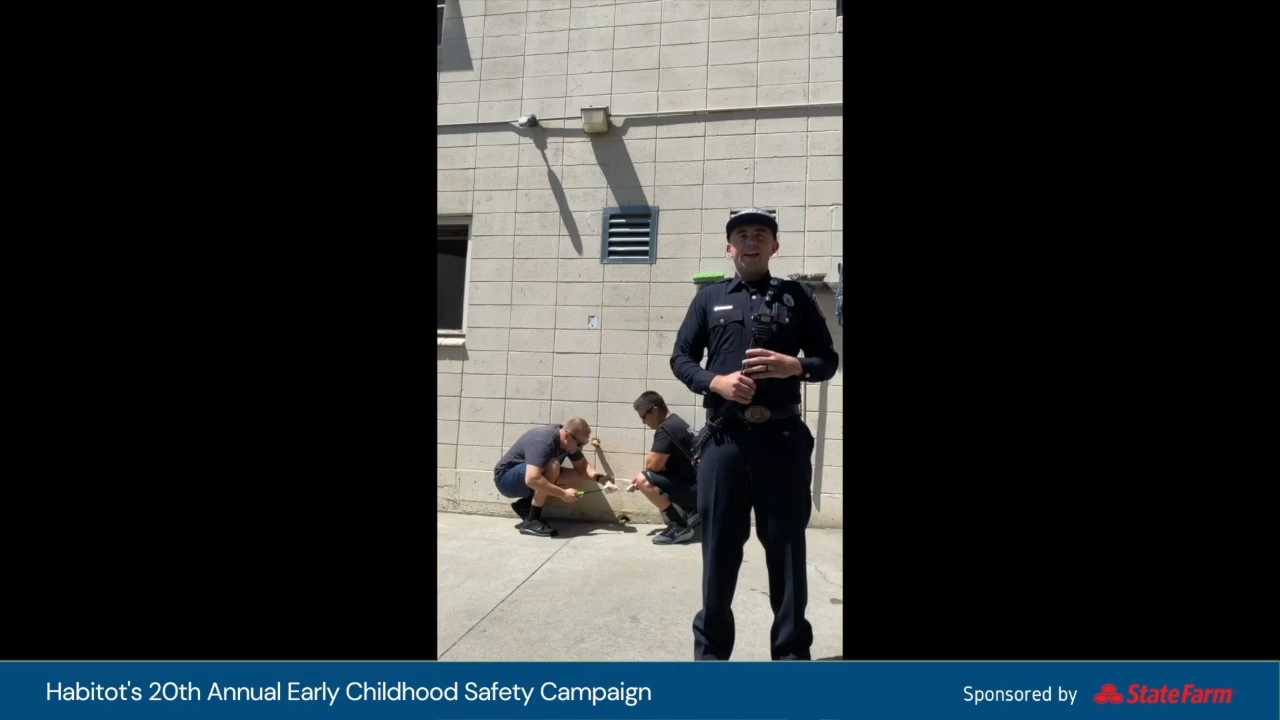 Habitot's 20th Annual Early Childhood Safety Campaign
Sponsored by StateFarm